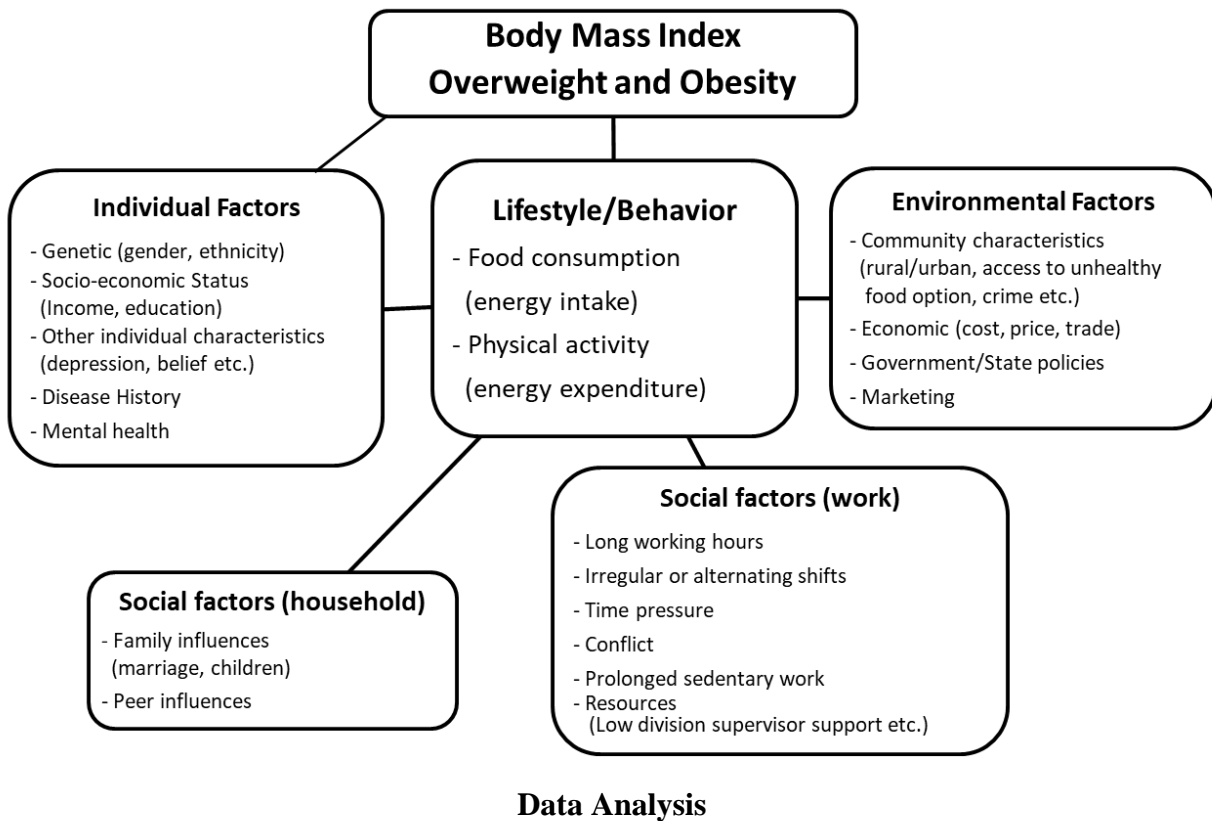 Body Mass Index
Overweight and Obesity
Individual Factors
- Genetic (gender, ethnicity)
- Socio-economic Status
(Income, education)
- Other individual characteristics
(depression, belief etc.)
- Disease History
- Mental health
Lifestyle/Behavior
- Food consumption
(energy intake)
- Physical activity
(energy expenditure)
Environmental Factors
- Community characteristics
(rural/urban, access to unhealthy
food option, crime etc.)
- Economic (cost, price, trade)
- Government/State policies
- Marketing
Social factors (household)
- Family influences
(marriage, children)
- Peer influences
Social factors (work)
- Long working hours
- Irregular or alternating shifts
- Time pressure
- Conflict
- Prolonged sedentary work
- Resources
(Low division supervisor support etc.)
Data Analysis